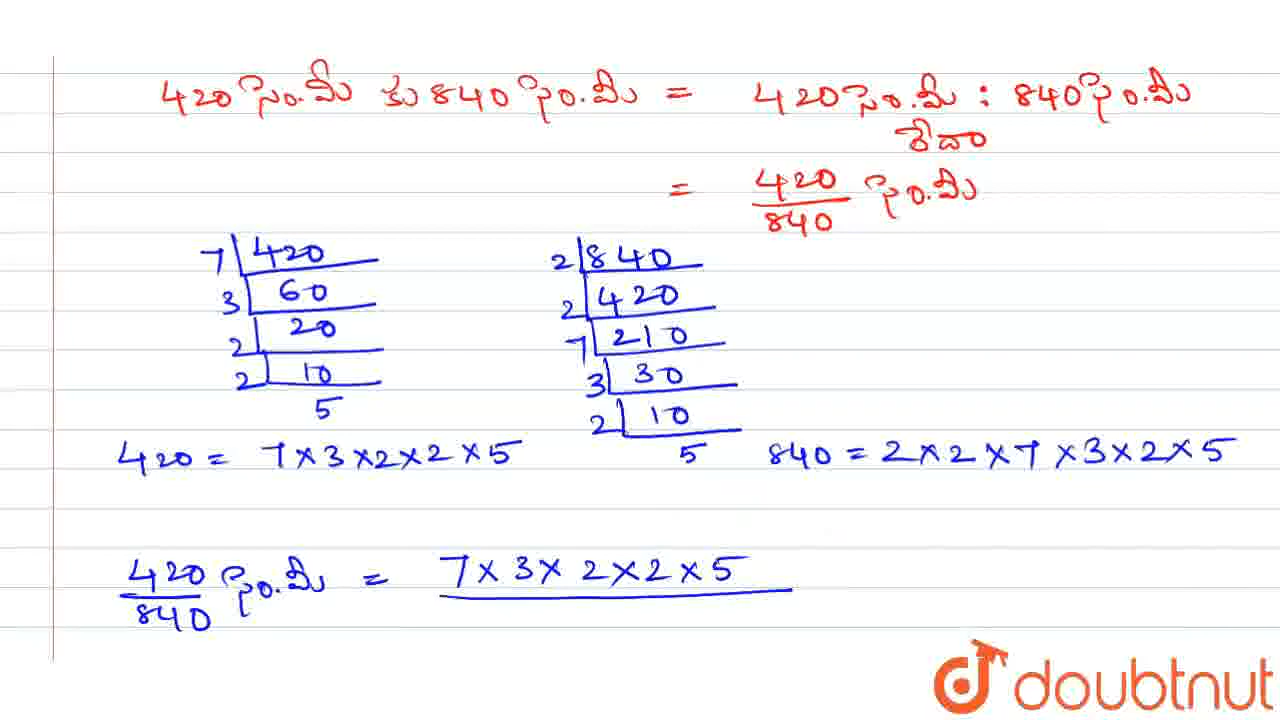 420 సెం.మీ కు 840 సెం.మీ = 420 సెం.మీ : 840 సెం.మీ
లేదా
= 420/840 సెం.మీ
7 | 420
3 | 60
2 | 20
2 | 10
5
2 | 840
2 | 420
7 | 210
3 | 30
2 | 10
5
420 = 7 × 3 × 2 × 2 × 5
840 = 2 × 2 × 7 × 3 × 2 × 5
420/840 సెం.మీ = 7 × 3 × 2 × 2 × 5
doubtnut